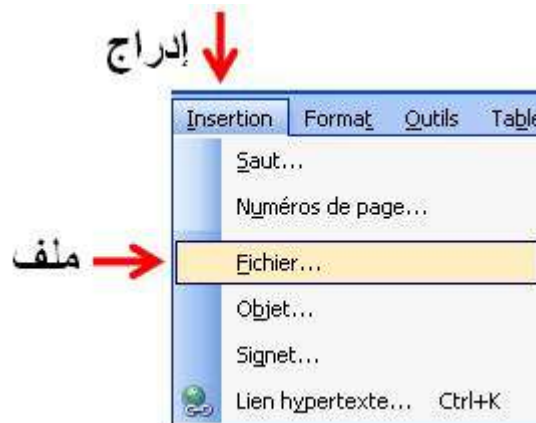 إدراج
Insertion Format Outils
Saut...
Numéros de page...
ملف
Fichier...
Objet...
Signet...
Lien hypertexte... Ctrl+K